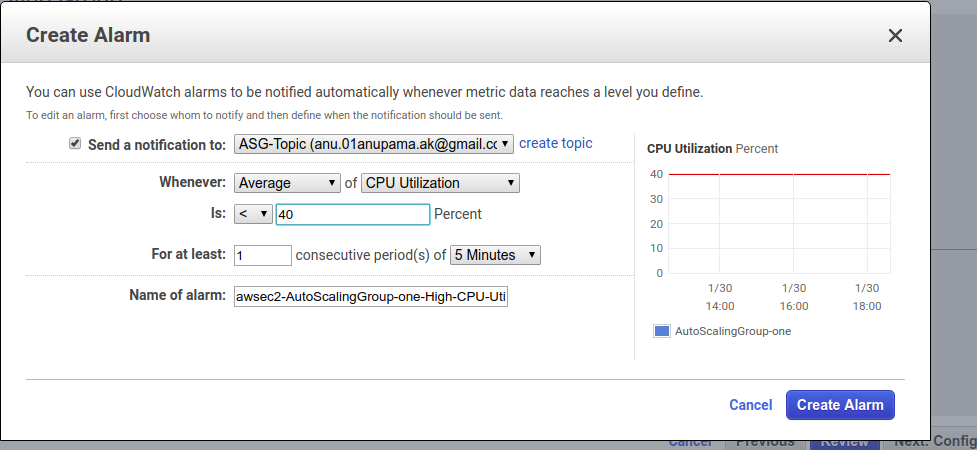 Create Alarm
You can use CloudWatch alarms to be notified automatically whenever metric data reaches a level you define.
To edit an alarm, first choose whom to notify and then define when the notification should be sent.
Send a notification to: ASG-Topic (anu.01anupama.ak@gmail.cc create topic
Whenever: Average of CPU Utilization
Is: < 40 Percent
For at least: 1 consecutive period(s) of 5 Minutes
Name of alarm: awsec2-AutoScalingGroup-one-High-CPU-Uti
CPU Utilization Percent
40
30
20
10
0
1/30 1/30 1/30
14:00 16:00 18:00
AutoScalingGroup-one
Cancel Create Alarm
Cancel Previous Review Next: Config